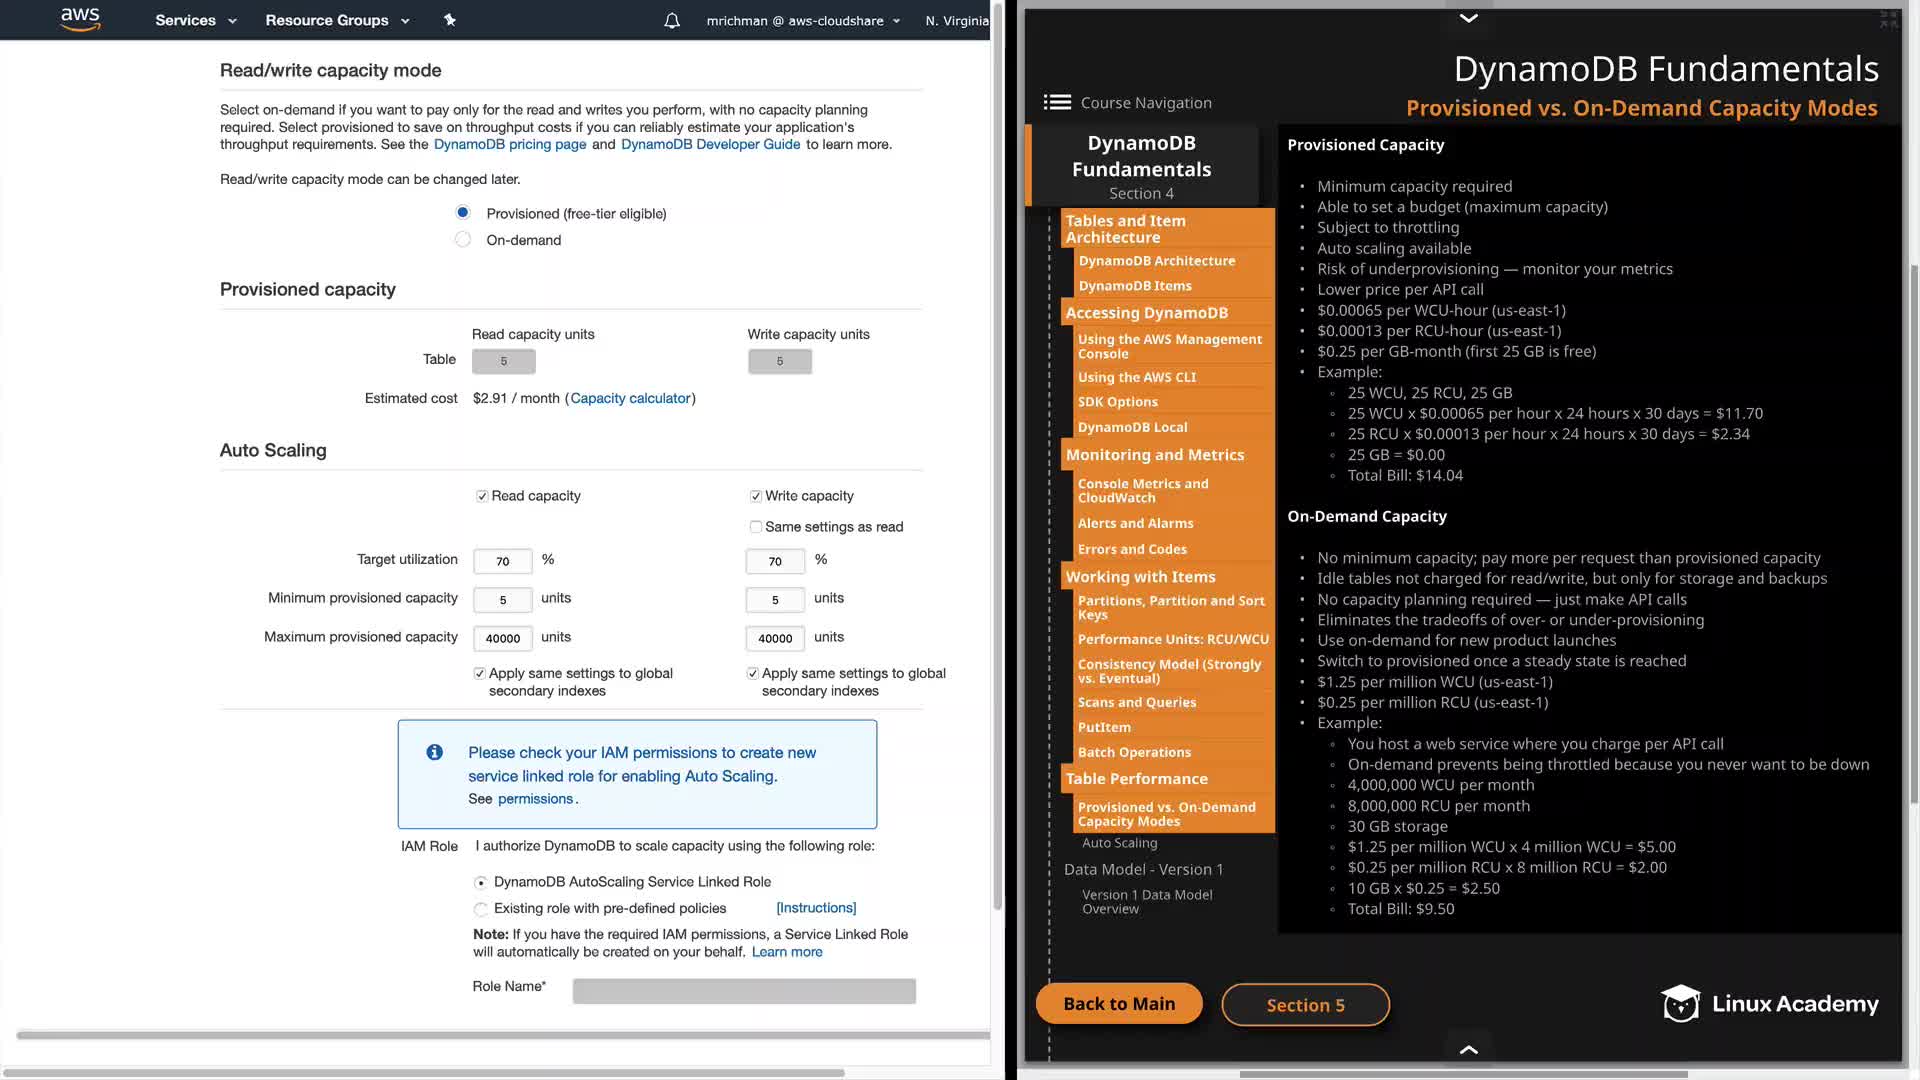 aws
Services
Resource Groups
mrichman @ aws-cloudshare
N. Virginia
Read/write capacity mode
Select on-demand if you want to pay only for the read and writes you perform, with no capacity planning
required. Select provisioned to save on throughput costs if you can reliably estimate your application's
throughput requirements. See the DynamoDB pricing page and DynamoDB Developer Guide to learn more.
Read/write capacity mode can be changed later.
Provisioned (free-tier eligible)
On-demand
Provisioned capacity
Read capacity units Write capacity units
Table 5 5
Estimated cost $2.91 / month (Capacity calculator)
Auto Scaling
Read capacity Write capacity
Same settings as read
Target utilization 70 % 70 %
Minimum provisioned capacity 5 units 5 units
Maximum provisioned capacity 40000 units 40000 units
Apply same settings to global Apply same settings to global
secondary indexes secondary indexes
Please check your IAM permissions to create new
service linked role for enabling Auto Scaling.
See permissions.
IAM Role I authorize DynamoDB to scale capacity using the following role:
DynamoDB AutoScaling Service Linked Role
Existing role with pre-defined policies [Instructions]
Note: If you have the required IAM permissions, a Service Linked Role
will automatically be created on your behalf. Learn more
Role Name*
DynamoDB Fundamentals
Provisioned vs. On-Demand Capacity Modes
Course Navigation
DynamoDB
Fundamentals
Section 4
Tables and Item
Architecture
DynamoDB Architecture
DynamoDB Items
Accessing DynamoDB
Using the AWS Management
Console
Using the AWS CLI
SDK Options
DynamoDB Local
Monitoring and Metrics
Console Metrics and
CloudWatch
Alerts and Alarms
Errors and Codes
Working with Items
Partitions, Partition and Sort
Keys
Performance Units: RCU/WCU
Consistency Model (Strongly
vs. Eventual)
Scans and Queries
PutItem
Batch Operations
Table Performance
Provisioned vs. On-Demand
Capacity Modes
Auto Scaling
Data Model - Version 1
Version 1 Data Model
Overview
Provisioned Capacity
• Minimum capacity required
• Able to set a budget (maximum capacity)
• Subject to throttling
• Auto scaling available
• Risk of underprovisioning — monitor your metrics
• Lower price per API call
• $0.00065 per WCU-hour (us-east-1)
• $0.00013 per RCU-hour (us-east-1)
• $0.25 per GB-month (first 25 GB is free)
• Example:
◦ 25 WCU, 25 RCU, 25 GB
◦ 25 WCU x $0.00065 per hour x 24 hours x 30 days = $11.70
◦ 25 RCU x $0.00013 per hour x 24 hours x 30 days = $2.34
◦ 25 GB = $0.00
◦ Total Bill: $14.04
On-Demand Capacity
• No minimum capacity; pay more per request than provisioned capacity
• Idle tables not charged for read/write, but only for storage and backups
• No capacity planning required — just make API calls
• Eliminates the tradeoffs of over- or under-provisioning
• Use on-demand for new product launches
• Switch to provisioned once a steady state is reached
• $1.25 per million WCU (us-east-1)
• $0.25 per million RCU (us-east-1)
• Example:
◦ You host a web service where you charge per API call
◦ On-demand prevents being throttled because you never want to be down
◦ 4,000,000 WCU per month
◦ 8,000,000 RCU per month
◦ 30 GB storage
◦ $1.25 per million WCU x 4 million WCU = $5.00
◦ $0.25 per million RCU x 8 million RCU = $2.00
◦ 10 GB x $0.25 = $2.50
◦ Total Bill: $9.50
Back to Main
Section 5
Linux Academy